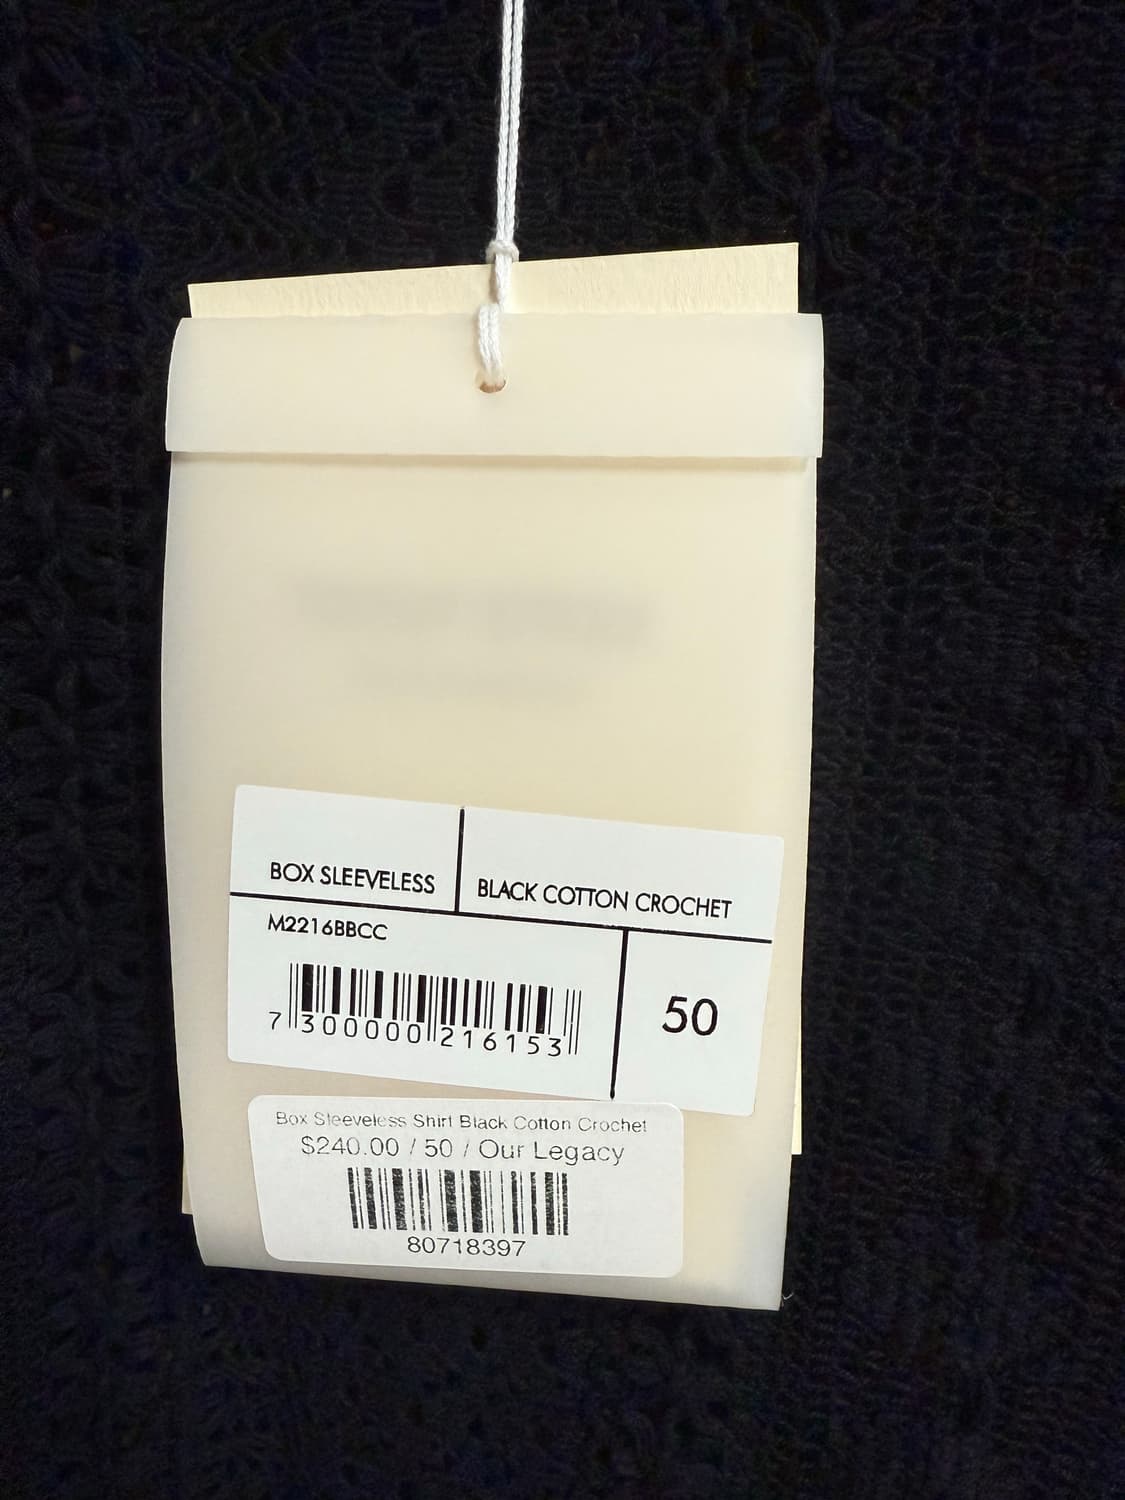 BOX SLEEVELESS
BLACK COTTON CROCHET
M2216BBCC
7 300000 216153
50
Box Sleeveless Shirt Black Cotton Crochet
$240.00 / 50 / Our Legacy
80718397